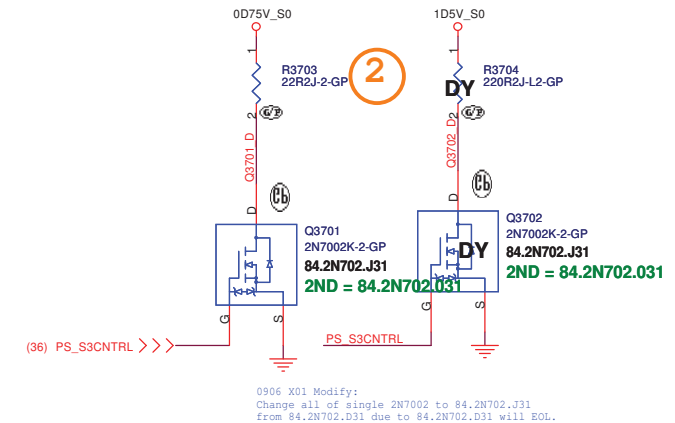 0D75V_S0
1
R3703
22R2J-2-GP
2
G/P
Q3701_D
D
Q3701
2N7002K-2-GP
84.2N702.J31
2ND = 84.2N702.031
G
S
(36) PS_S3CNTRL
2
1D5V_S0
1
R3704
220R2J-L2-GP
DY
2
G/P
Q3702_D
D
Q3702
2N7002K-2-GP
DY
84.2N702.J31
2ND = 84.2N702.031
G
S
PS_S3CNTRL
0906 X01 Modify:
Change all of single 2N7002 to 84.2N702.J31
from 84.2N702.D31 due to 84.2N702.D31 will EOL.